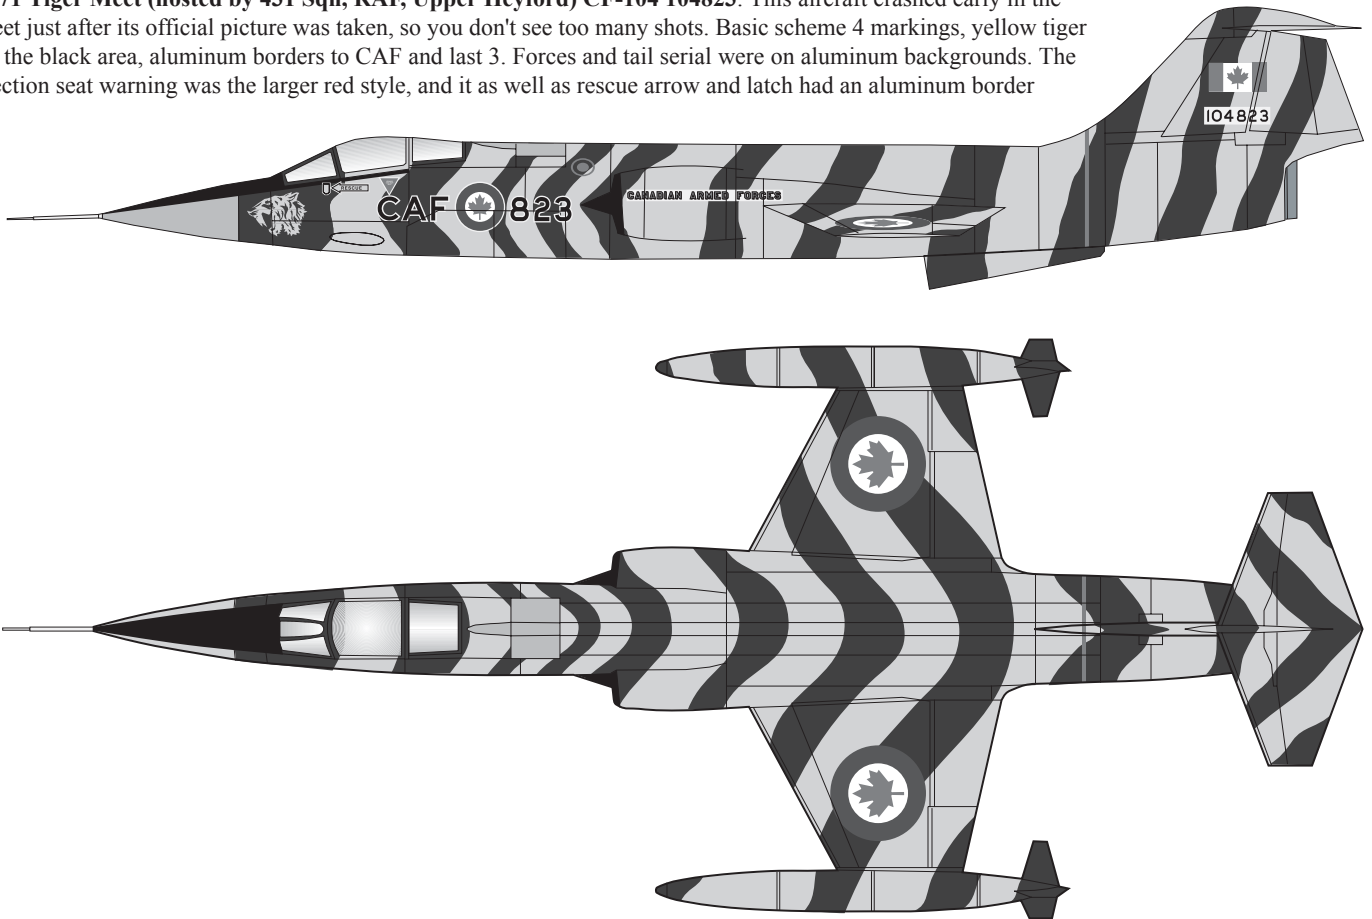 71 Tiger Meet (hosted by 431 Sqn, RAF, Upper Heyford) CF-104 104823. This aircraft crashed early in the
eet just after its official picture was taken, so you don't see too many shots. Basic scheme 4 markings, yellow tiger
the black area, aluminum borders to CAF and last 3. Forces and tail serial were on aluminum backgrounds. The
ection seat warning was the larger red style, and it as well as rescue arrow and latch had an aluminum border
104823
RESCUE
CANADIAN ARMED FORCES
CAF 823